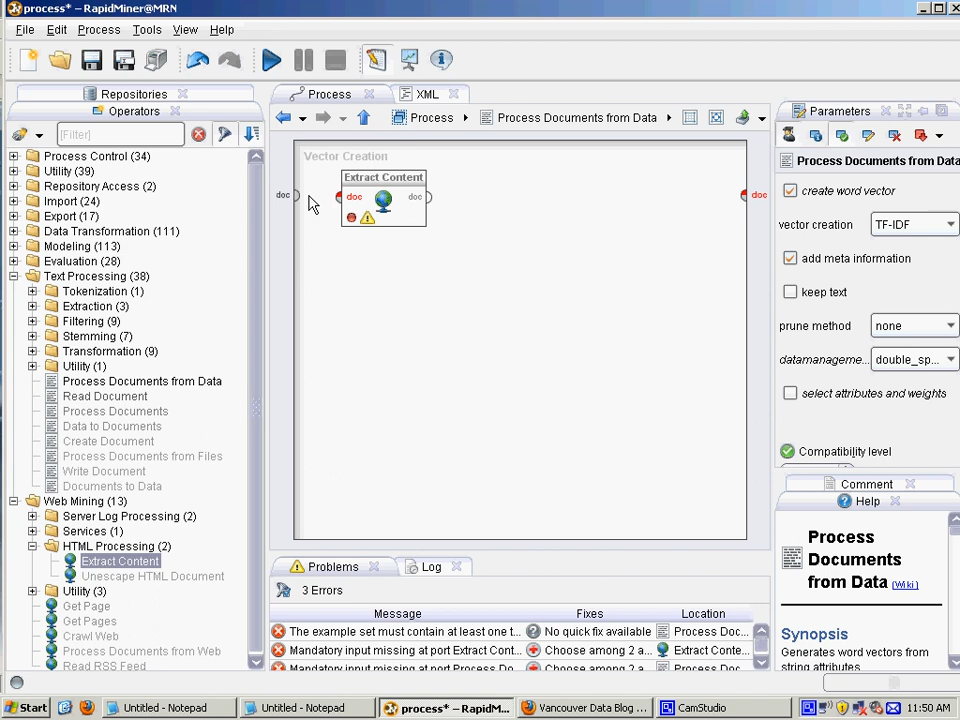 process* – RapidMiner@MRN
File Edit Process Tools View Help
Repositories
Operators
[Filter]
Process Control (34)
Utility (39)
Repository Access (2)
Import (24)
Export (17)
Data Transformation (111)
Modeling (113)
Evaluation (28)
Text Processing (38)
Tokenization (1)
Extraction (3)
Filtering (9)
Stemming (7)
Transformation (9)
Utility (1)
Process Documents from Data
Read Document
Process Documents
Data to Documents
Create Document
Process Documents from Files
Write Document
Documents to Data
Web Mining (13)
Server Log Processing (2)
Services (1)
HTML Processing (2)
Extract Content
Unescape HTML Document
Utility (3)
Get Page
Get Pages
Crawl Web
Process Documents from Web
Read RSS Feed
Process XML
Process Process Documents from Data
Vector Creation
Extract Content
doc doc doc doc
Problems Log
3 Errors
Message Fixes Location
The example set must contain at least one t... No quick fix available Process Doc...
Mandatory input missing at port Extract Cont... Choose among 2 a... Extract Conte...
Mandatory input missing at port Process Do... Choose among 2 a... Process Doc...
Parameters
Process Documents from Data
create word vector
vector creation TF-IDF
add meta information
keep text
prune method none
datamanageme... double_sp...
select attributes and weights
Compatibility level
Comment
Help
Process
Documents
from Data (Wiki)
Synopsis
Generates word vectors from
string attributes.
Start Untitled - Notepad Untitled - Notepad process* — RapidM... Vancouver Data Blog ... CamStudio 11:50 AM